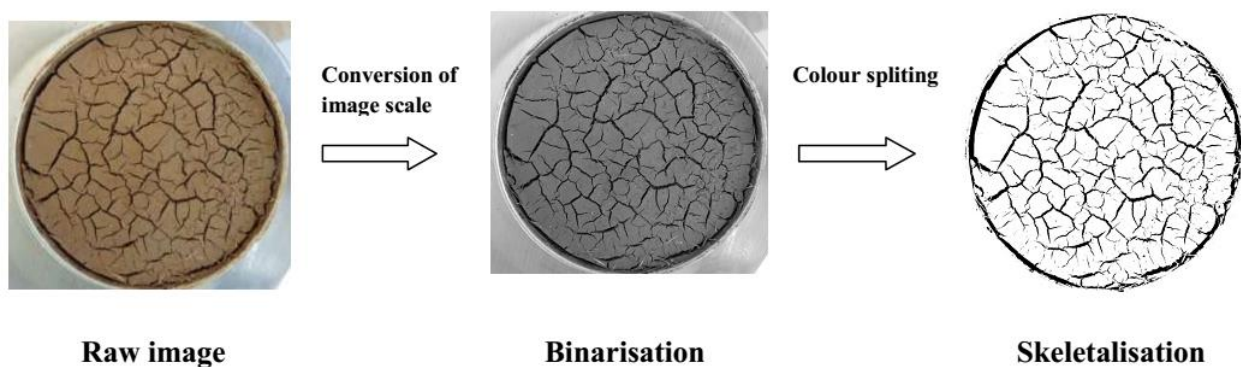 Conversion of
image scale
Colour spliting
Raw image
Binarisation
Skeletalisation